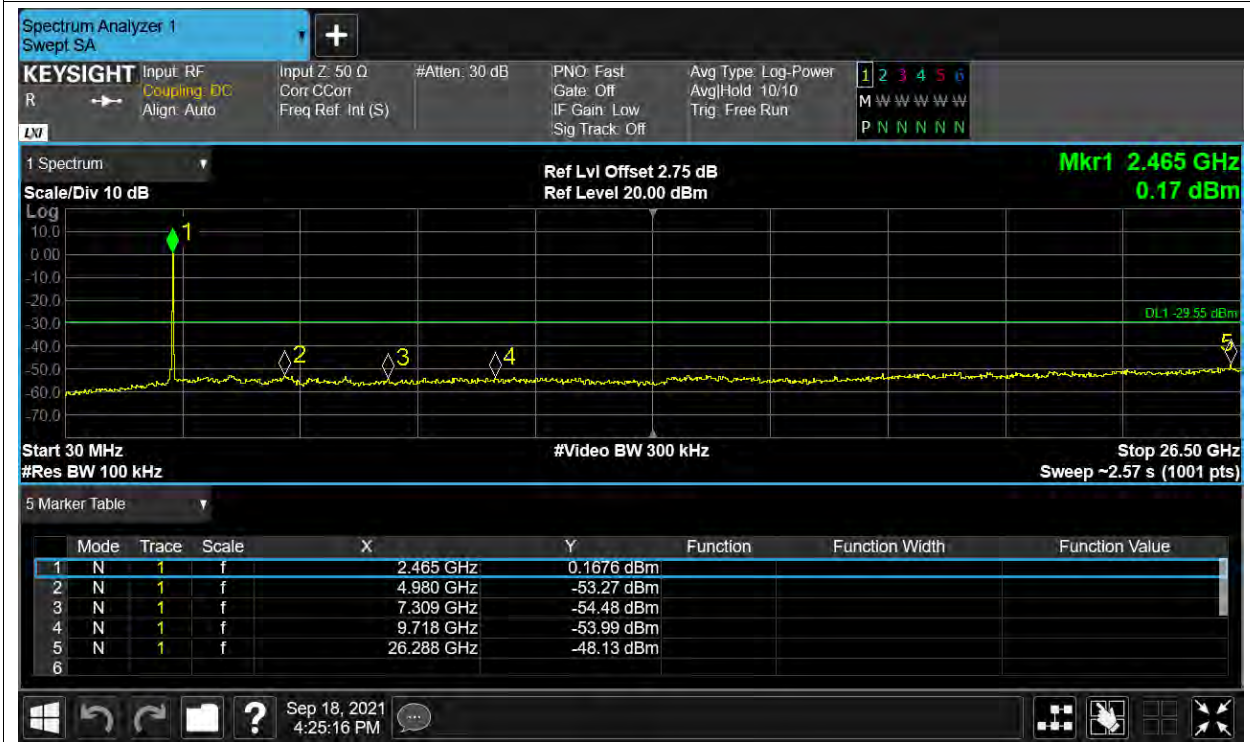 Spectrum Analyzer 1
Swept SA
KEYSIGHT Input: RF Input Z: 50 Ω #Atten: 30 dB PNO: Fast Avg Type: Log-Power 1 2 3 4 5 6
R Coupling: DC Corr CCorr Gate: Off Avg|Hold: 10/10 M W W W W W
Align: Auto Freq Ref: Int (S) IF Gain: Low Trig: Free Run
LXI Sig Track: Off P N N N N N
1 Spectrum Ref Lvl Offset 2.75 dB Mkr1 2.465 GHz
Scale/Div 10 dB Ref Level 20.00 dBm 0.17 dBm
Log
10.0 1
0.00
-10.0
-20.0
DL1 -29.55 dBm
-30.0
-40.0 2 3 4 5
-50.0
-60.0
-70.0
Start 30 MHz #Video BW 300 kHz Stop 26.50 GHz
#Res BW 100 kHz Sweep ~2.57 s (1001 pts)
5 Marker Table
Mode Trace Scale X Y Function Function Width Function Value
1 N 1 f 2.465 GHz 0.1676 dBm
2 N 1 f 4.980 GHz -53.27 dBm
3 N 1 f 7.309 GHz -54.48 dBm
4 N 1 f 9.718 GHz -53.99 dBm
5 N 1 f 26.288 GHz -48.13 dBm
6
? Sep 18, 2021
4:25:16 PM